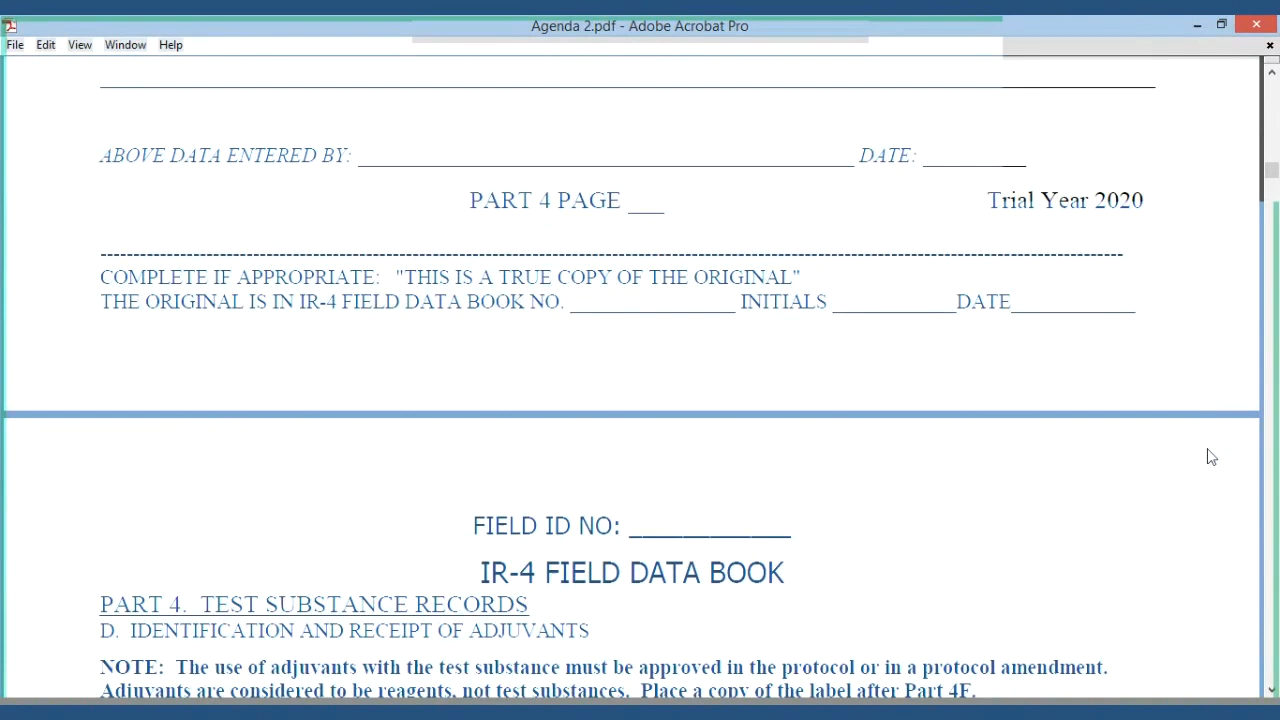 Agenda 2.pdf - Adobe Acrobat Pro
File Edit View Window Help
ABOVE DATA ENTERED BY: ________________________________________ DATE: ________
PART 4 PAGE ___ Trial Year 2020
COMPLETE IF APPROPRIATE: "THIS IS A TRUE COPY OF THE ORIGINAL"
THE ORIGINAL IS IN IR-4 FIELD DATA BOOK NO. ________________ INITIALS ____________DATE____________
FIELD ID NO: ____________
IR-4 FIELD DATA BOOK
PART 4. TEST SUBSTANCE RECORDS
D. IDENTIFICATION AND RECEIPT OF ADJUVANTS
NOTE: The use of adjuvants with the test substance must be approved in the protocol or in a protocol amendment.
Adjuvants are considered to be reagents, not test substances. Place a copy of the label after Part 4F.